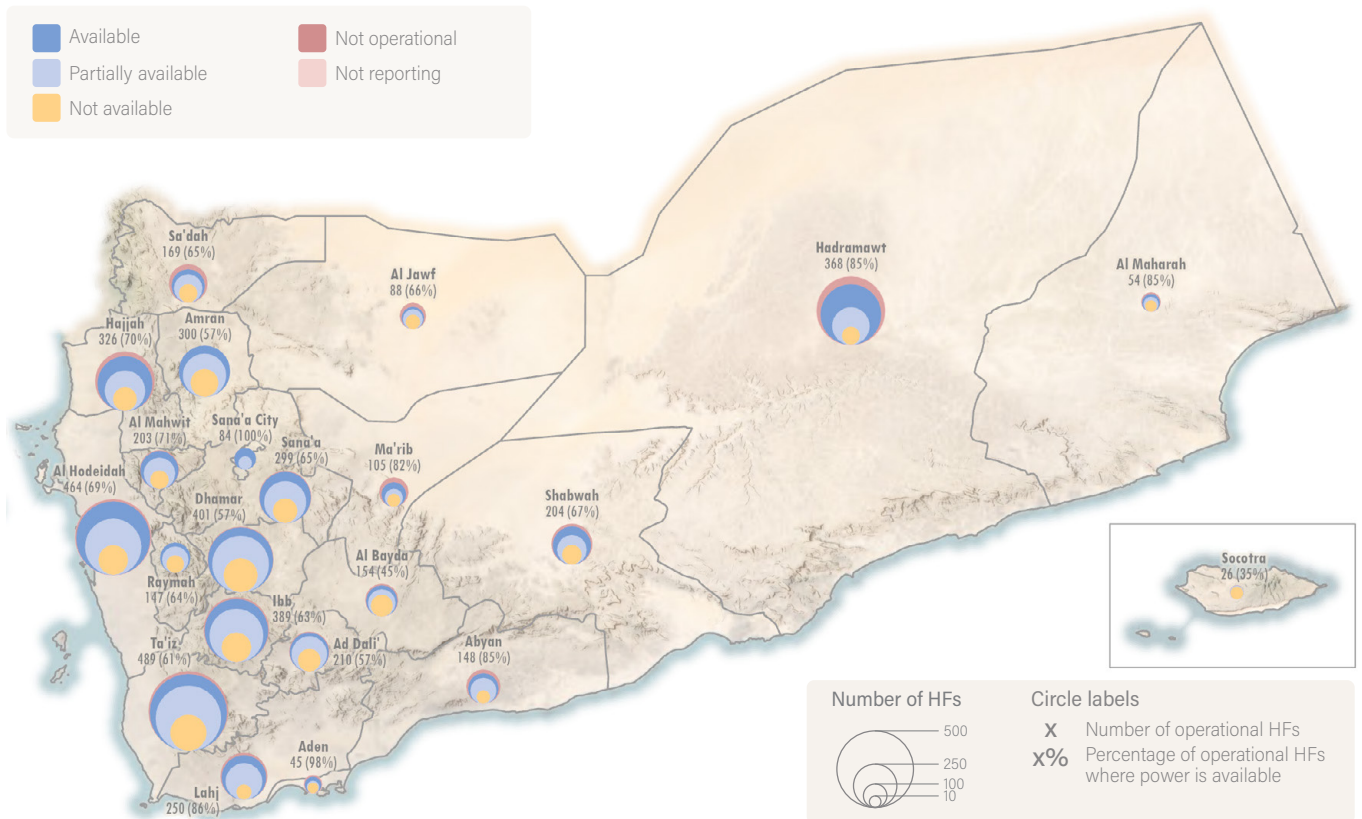 Available
Partially available
Not available
Not operational
Not reporting
Sa'dah
169 (65%)
Al Jawf
88 (66%)
Hadramawt
368 (85%)
Al Maharah
54 (85%)
Hajjah
326 (70%)
Amran
300 (57%)
Al Mahwit
203 (71%)
Sana'a City
84 (100%)
Sana'a
299 (65%)
Ma'rib
105 (82%)
Al Hodeidah
464 (69%)
Dhamar
401 (57%)
Shabwah
204 (67%)
Al Bayda
154 (45%)
Raymah
147 (64%)
Ibb
389 (63%)
Socotra
26 (35%)
Ta'iz
489 (61%)
Ad Dali'
210 (57%)
Abyan
148 (85%)
Aden
45 (98%)
Lahj
250 (86%)
Number of HFs
500
250
100
10
Circle labels
X Number of operational HFs
x% Percentage of operational HFs
where power is available